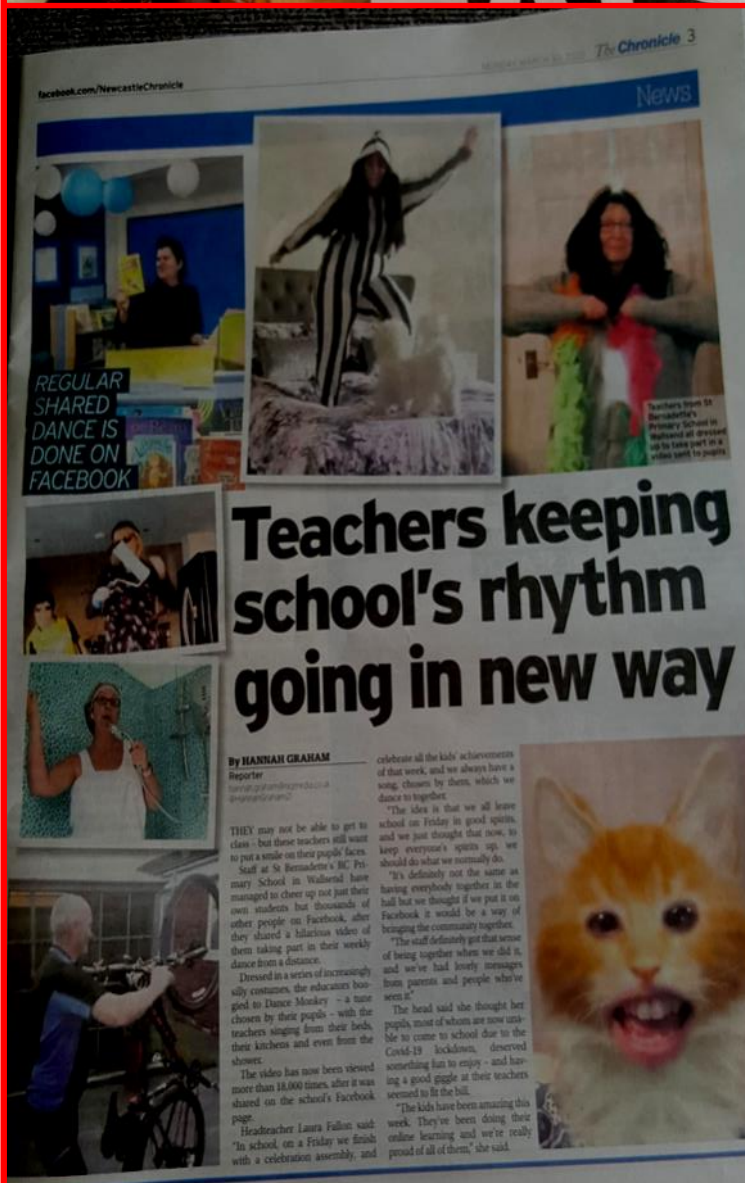 facebook.com/NewcastleChronicle
The Chronicle 3
News
REGULAR
SHARED
DANCE IS
DONE ON
FACEBOOK
Teachers from St
Bernadette's
Primary School in
Wallsend all dressed
up to take part in a
video sent to pupils
Teachers keeping
school's rhythm
going in new way
By HANNAH GRAHAM
Reporter
THEY may not be able to get to
class - but these teachers still want
to put a smile on their pupils' faces.
Staff at St Bernadette's RC Pri-
mary School in Wallsend have
managed to cheer up not just their
own students but thousands of
other people on Facebook, after
they shared a hilarious video of
them taking part in their weekly
dance from a distance.
Dressed in a series of increasingly
silly costumes, the educators boo-
gied to Dance Monkey - a tune
chosen by their pupils - with the
teachers singing from their beds,
their kitchens and even from the
shower.
The video has now been viewed
more than 18,000 times, after it was
shared on the school's Facebook
page.
Headteacher Laura Fallon said:
"In school, on a Friday we finish
with a celebration assembly, and
celebrate all the kids' achievements
of that week, and we always have a
song, chosen by them, which we
dance to together.
"The idea is that we all leave
school on Friday in good spirits,
and we just thought that now, to
keep everyone's spirits up, we
should do what we normally do.
"It's definitely not the same as
having everybody together in the
hall but we thought if we put it on
Facebook it would be a way of
bringing the community together.
"The staff definitely got that sense
of being together when we did it,
and we've had lovely messages
from parents and people who've
seen it."
The head said she thought her
pupils, most of whom are now una-
ble to come to school due to the
Covid-19 lockdown, deserved
something fun to enjoy - and hav-
ing a good giggle at their teachers
seemed to fit the bill.
"The kids have been amazing this
week. They've been doing their
online learning and we're really
proud of all of them," she said.